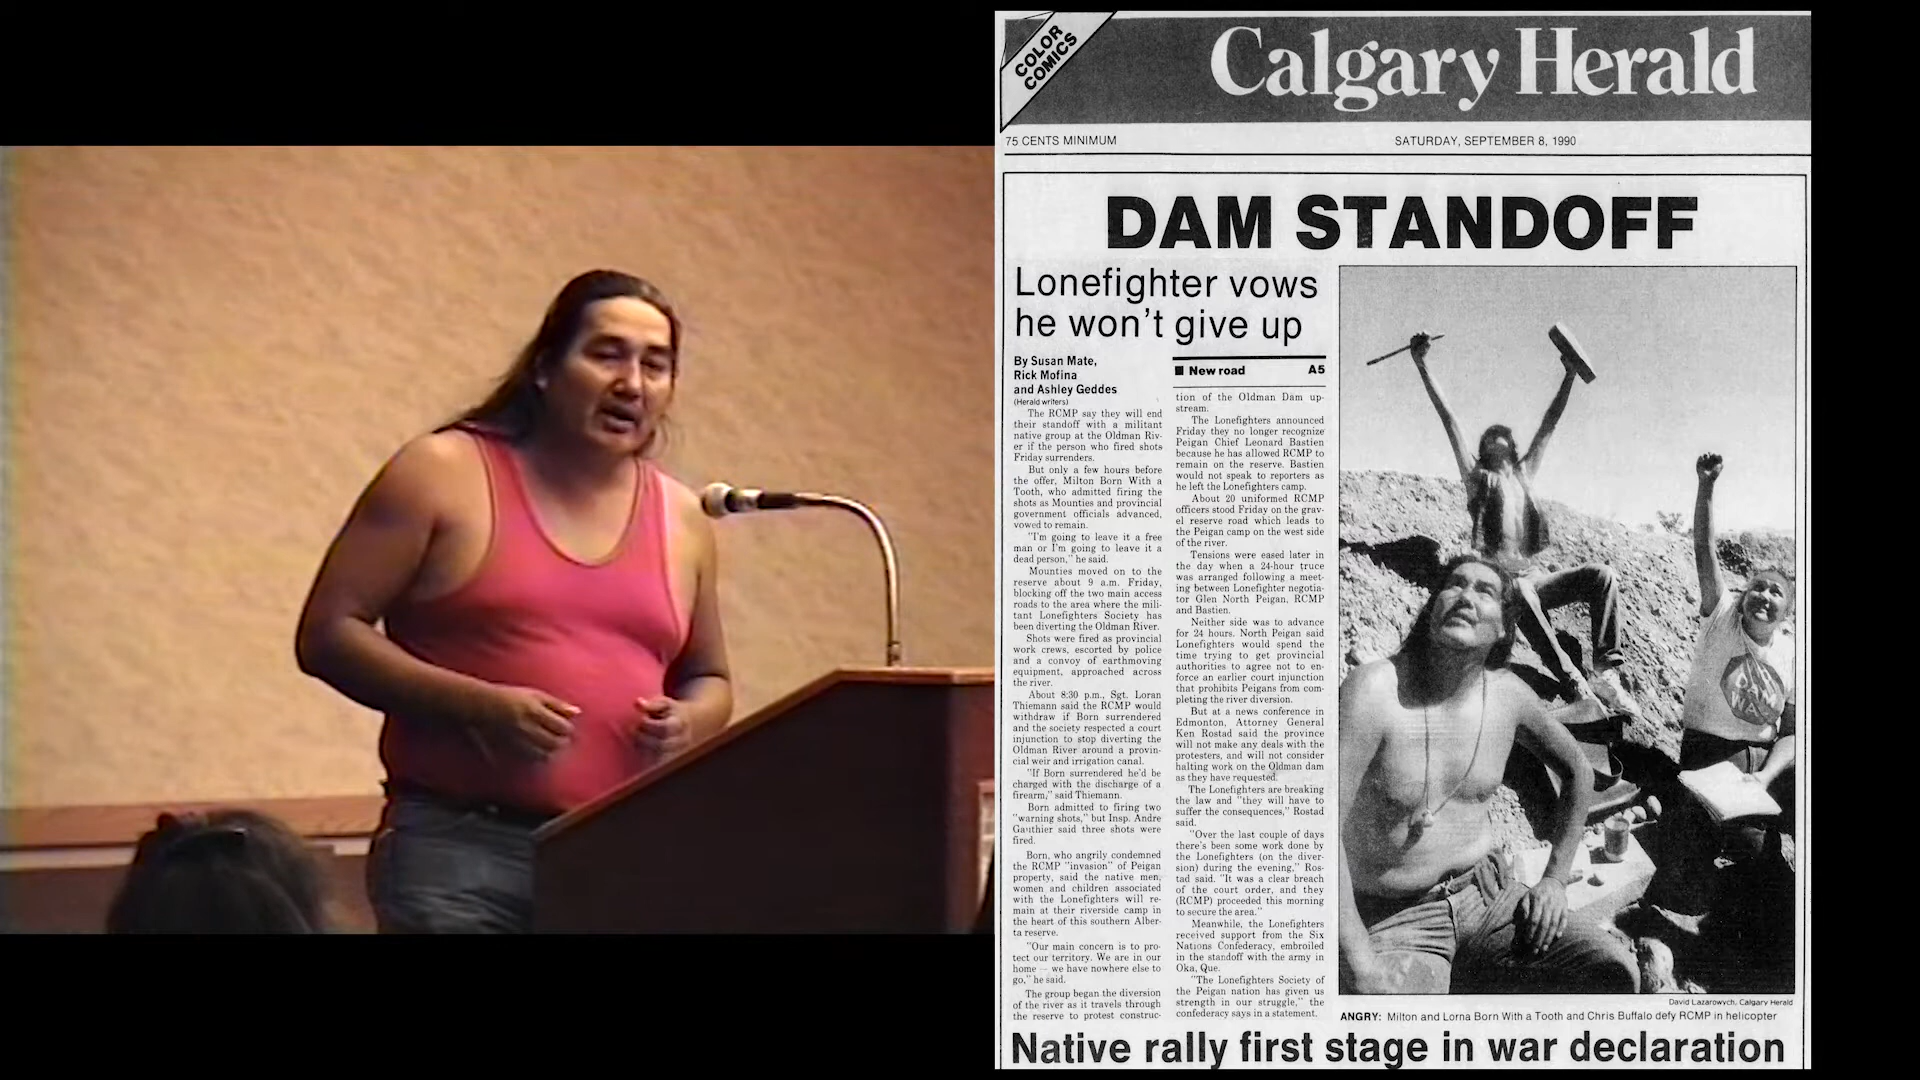 COLOR
COMICS
Calgary Herald
75 CENTS MINIMUM
SATURDAY, SEPTEMBER 8, 1990
DAM STANDOFF
Lonefighter vows
he won't give up
By Susan Mate,
Rick Mofina
and Ashley Geddes
(Herald writers)
The RCMP say they will end
their standoff with a militant
native group at the Oldman Riv-
er if the person who fired shots
Friday surrenders.
But only a few hours before
the offer, Milton Born With a
Tooth, who admitted firing the
shots as Mounties and provincial
government officials advanced,
vowed to remain.
"I'm going to leave it a free
man or I'm going to leave it a
dead person," he said.
Mounties moved on to the
reserve about 9 a.m. Friday,
blocking off the two main access
roads to the area where the mili-
tant Lonefighters Society has
been diverting the Oldman River.
Shots were fired as provincial
work crews, escorted by police
and a convoy of earthmoving
equipment, approached across
the river.
About 8:30 p.m., Sgt. Loran
Thiemann said the RCMP would
withdraw if Born surrendered
and the society respected a court
injunction to stop diverting the
Oldman River around a provin-
cial weir and irrigation canal.
"If Born surrendered he'd be
charged with the discharge of a
firearm," said Thiemann.
Born admitted to firing two
"warning shots," but Insp. Andre
Gauthier said three shots were
fired.
Born, who angrily condemned
the RCMP "invasion" of Peigan
property, said the native men,
women and children associated
with the Lonefighters will re-
main at their riverside camp in
the heart of this southern Alber-
ta reserve.
"Our main concern is to pro-
tect our territory. We are in our
home — we have nowhere else to
go," he said.
The group began the diversion
of the river as it travels through
the reserve to protest construc-
■ New road A5
tion of the Oldman Dam up-
stream.
The Lonefighters announced
Friday they no longer recognize
Peigan Chief Leonard Bastien
because he has allowed RCMP to
remain on the reserve. Bastien
would not speak to reporters as
he left the Lonefighters camp.
About 20 uniformed RCMP
officers stood Friday on the grav-
el reserve road which leads to
the Peigan camp on the west side
of the river.
Tensions were eased later in
the day when a 24-hour truce
was arranged following a meet-
ing between Lonefighter negotia-
tor Glen North Peigan, RCMP
and Bastien.
Neither side was to advance
for 24 hours. North Peigan said
Lonefighters would spend the
time trying to get provincial
authorities to agree not to en-
force an earlier court injunction
that prohibits Peigans from com-
pleting the river diversion.
But at a news conference in
Edmonton, Attorney General
Ken Rostad said the province
will not make any deals with the
protesters, and will not consider
halting work on the Oldman dam
as they have requested.
The Lonefighters are breaking
the law and "they will have to
suffer the consequences," Rostad
said.
"Over the last couple of days
there's been some work done by
the Lonefighters (on the diver-
sion) during the evening," Ros-
tad said. "It was a clear breach
of the court order, and they
(RCMP) proceeded this morning
to secure the area."
Meanwhile, the Lonefighters
received support from the Six
Nations Confederacy, embroiled
in the standoff with the army in
Oka, Que.
"The Lonefighters Society of
the Peigan nation has given us
strength in our struggle," the
confederacy says in a statement.
DAM
David Lazarowych, Calgary Herald
ANGRY: Milton and Lorna Born With a Tooth and Chris Buffalo defy RCMP in helicopter
Native rally first stage in war declaration